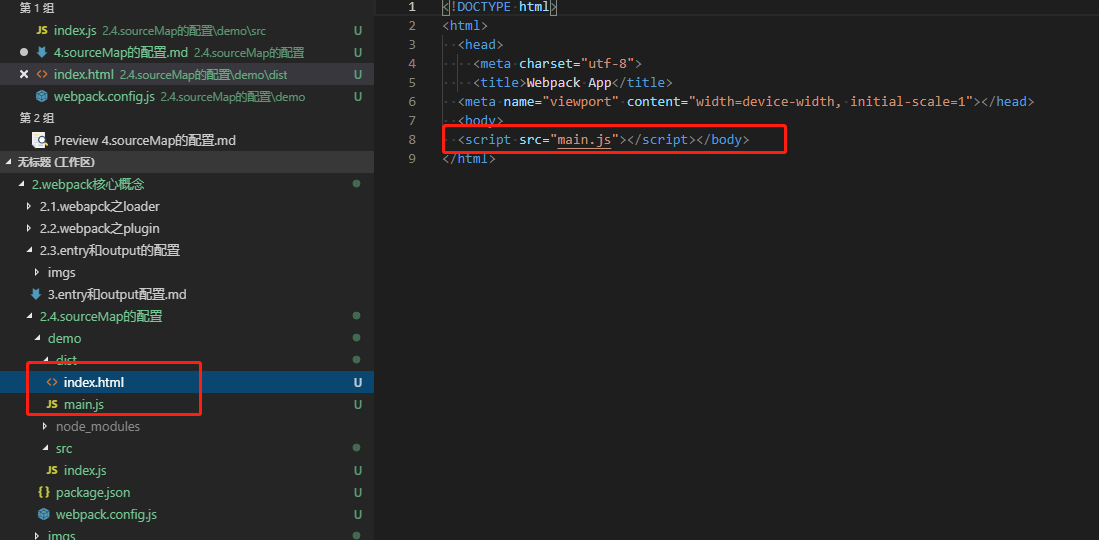 第 1 组
JS index.js 2.4.sourceMap的配置\demo\src U
4.sourceMap的配置.md 2.4.sourceMap的配置 U
index.html 2.4.sourceMap的配置\demo\dist U
webpack.config.js 2.4.sourceMap的配置\demo U
第 2 组
Preview 4.sourceMap的配置.md
无标题 (工作区)
2.webpack核心概念
2.1.webapck之loader
2.2.webpack之plugin
2.3.entry和output的配置
imgs
3.entry和output配置.md
2.4.sourceMap的配置
demo
dist
<> index.html U
JS main.js U
node_modules
src
JS index.js U
{} package.json U
webpack.config.js U
imgs
1 <!DOCTYPE html>
2 <html>
3 <head>
4 <meta charset="utf-8">
5 <title>Webpack App</title>
6 <meta name="viewport" content="width=device-width, initial-scale=1"></head>
7 <body>
8 <script src="main.js"></script></body>
9 </html>